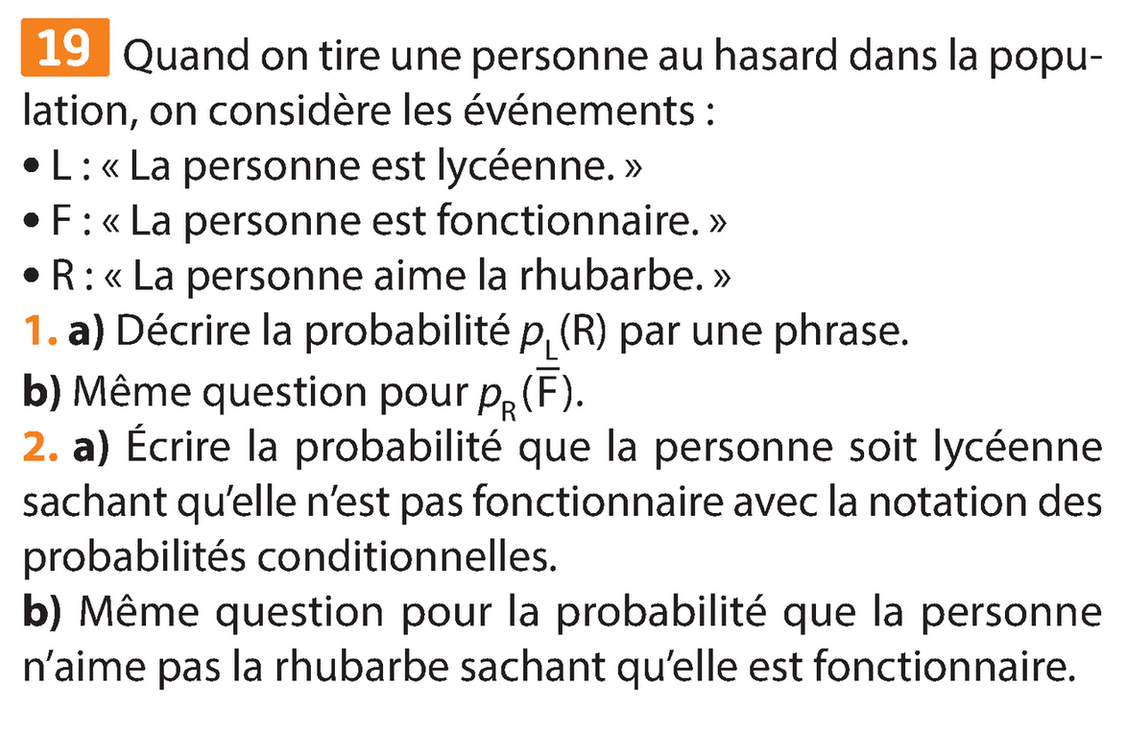 19 Quand on tire une personne au hasard dans la popu-
lation, on considère les événements :
• L : « La personne est lycéenne. »
• F : « La personne est fonctionnaire. »
• R : « La personne aime la rhubarbe. »
1. a) Décrire la probabilité p_L(R) par une phrase.
b) Même question pour p_R(F̅).
2. a) Écrire la probabilité que la personne soit lycéenne
sachant qu’elle n’est pas fonctionnaire avec la notation des
probabilités conditionnelles.
b) Même question pour la probabilité que la personne
n’aime pas la rhubarbe sachant qu’elle est fonctionnaire.